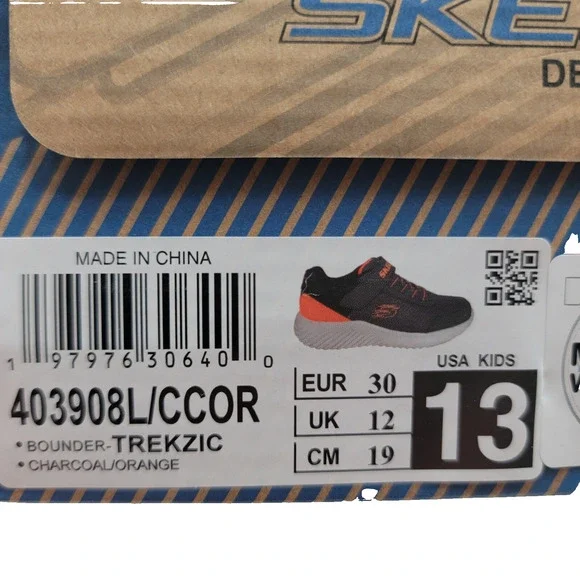 SKE
DE
MADE IN CHINA
1 97976 30640 0
403908L/CCOR
• BOUNDER-TREKZIC
• CHARCOAL/ORANGE
USA KIDS
13
EUR 30
UK 12
CM 19